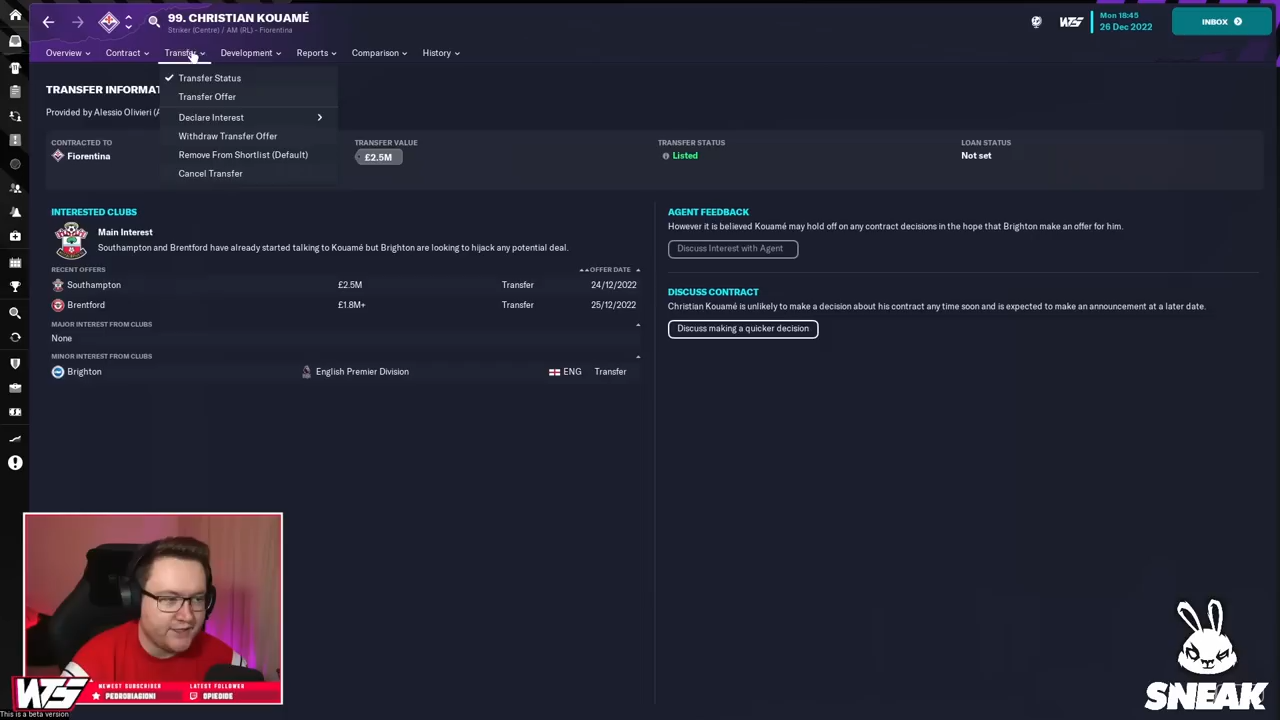 99. CHRISTIAN KOUAMÉ
Striker (Centre) / AM (RL) - Fiorentina
Mon 18:45
26 Dec 2022
INBOX
Overview
Contract
Transfer
Development
Reports
Comparison
History
Transfer Status
Transfer Offer
Declare Interest
Withdraw Transfer Offer
Remove From Shortlist (Default)
Cancel Transfer
TRANSFER INFORMAT
Provided by Alessio Olivieri (A
CONTRACTED TO
Fiorentina
TRANSFER VALUE
£2.5M
TRANSFER STATUS
Listed
LOAN STATUS
Not set
INTERESTED CLUBS
Main Interest
Southampton and Brentford have already started talking to Kouamé but Brighton are looking to hijack any potential deal.
RECENT OFFERS OFFER DATE
Southampton £2.5M Transfer 24/12/2022
Brentford £1.8M+ Transfer 25/12/2022
MAJOR INTEREST FROM CLUBS
None
MINOR INTEREST FROM CLUBS
Brighton English Premier Division ENG Transfer
AGENT FEEDBACK
However it is believed Kouamé may hold off on any contract decisions in the hope that Brighton make an offer for him.
Discuss Interest with Agent
DISCUSS CONTRACT
Christian Kouamé is unlikely to make a decision about his contract any time soon and is expected to make an announcement at a later date.
Discuss making a quicker decision
WTS
NEWEST SUBSCRIBER
PEDROBIAGIONI
LATEST FOLLOWER
OPIEDIDE
This is a beta version
SNEAK